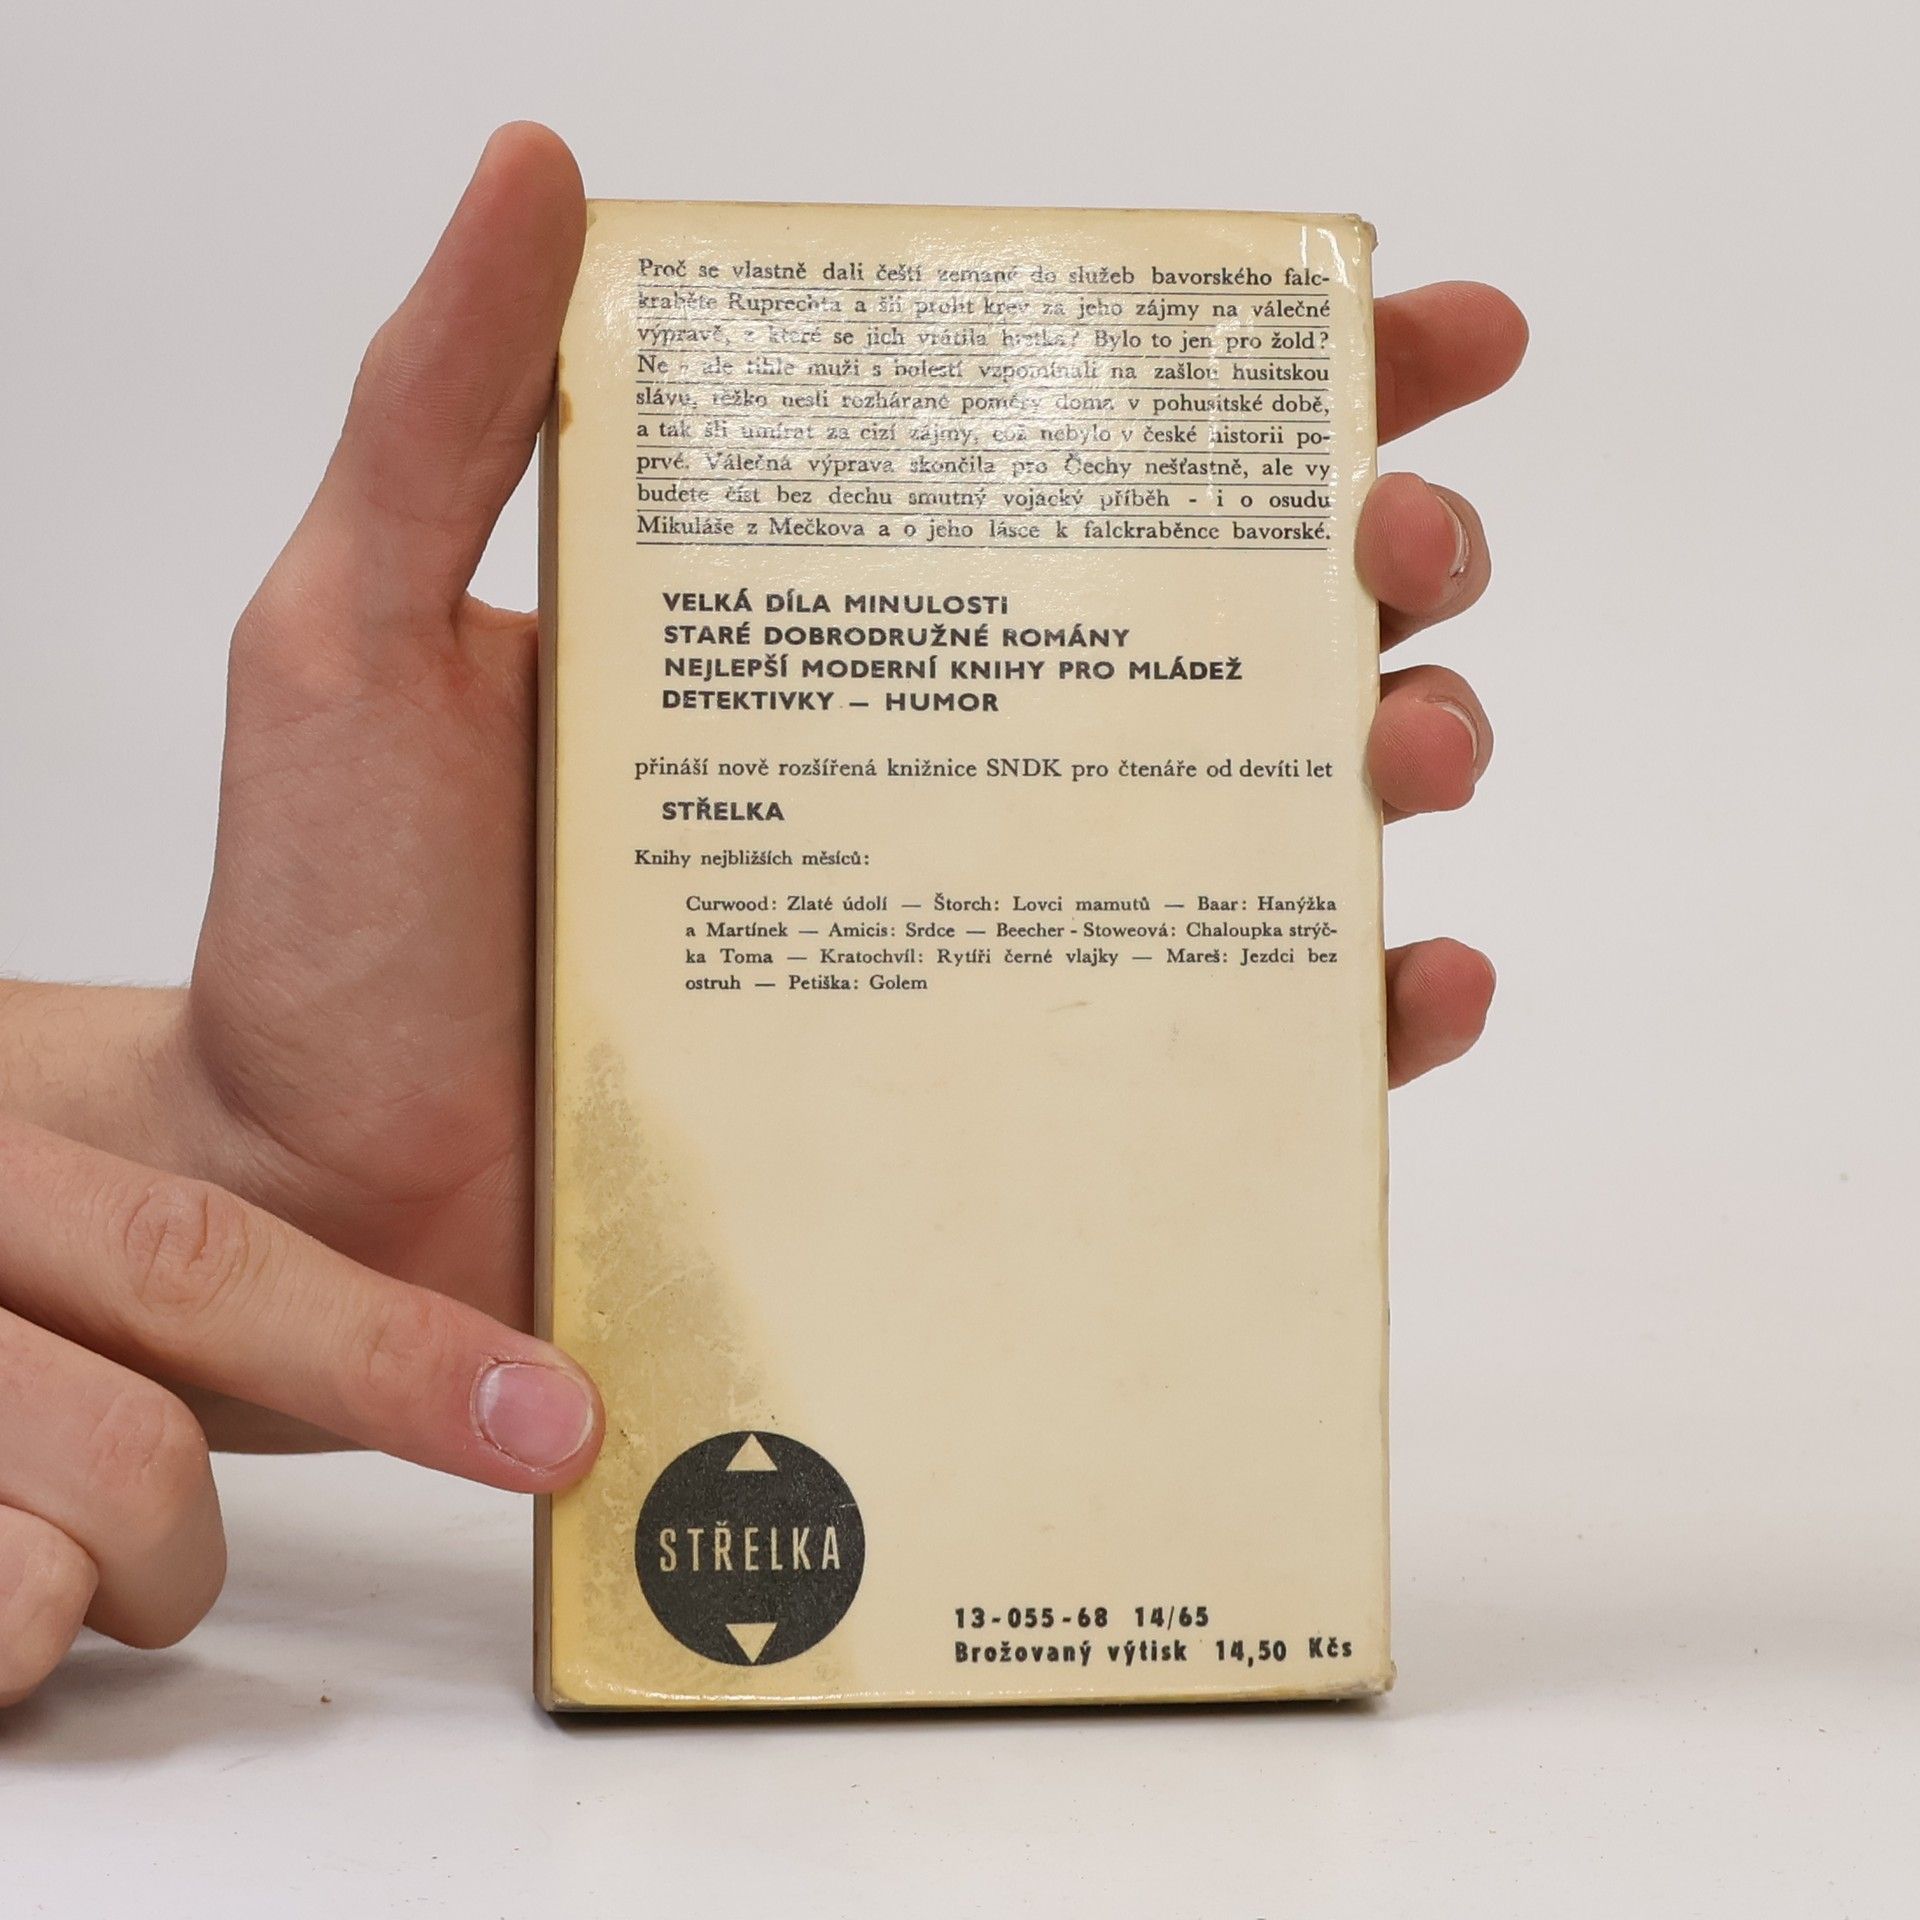 Proč se vlastně dali čeští zemané do služeb bavorského falc-
kraběte Ruprechta a šli prolít krev za jeho zájmy na válečné
výpravě, z které se jich vrátila hrstka? Bylo to jen pro žold?
Ne - ale tihle muži s bolestí vzpomínali na zašlou husitskou
slávu, těžko nesli rozhárané poměry doma v pohusitské době,
a tak šli umírat za cizí zájmy, což nebylo v české historii po-
prvé. Válečná výprava skončila pro Čechy nešťastně, ale vy
budete číst bez dechu smutný vojácký příběh - i o osudu
Mikuláše z Mečkova a o jeho lásce k falckraběnce bavorské.
VELKÁ DÍLA MINULOSTI
STARÉ DOBRODRUŽNÉ ROMÁNY
NEJLEPŠÍ MODERNÍ KNIHY PRO MLÁDEŽ
DETEKTIVKY — HUMOR
přináší nově rozšířená knižnice SNDK pro čtenáře od devíti let
STŘELKA
Knihy nejbližších měsíců:
Curwood: Zlaté údolí — Štorch: Lovci mamutů — Baar: Hanýžka
a Martínek — Amicis: Srdce — Beecher - Stoweová: Chaloupka strýč-
ka Toma — Kratochvíl: Rytíři černé vlajky — Mareš: Jezdci bez
ostruh — Petiška: Golem
STŘELKA
13-055-68 14/65
Brožovaný výtisk 14,50 Kčs